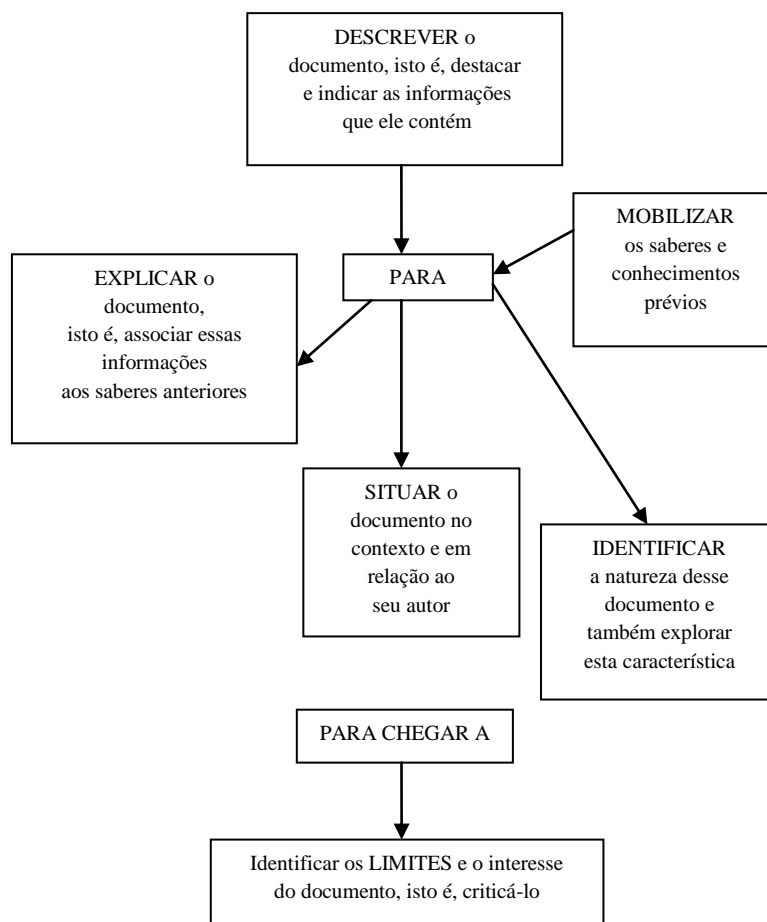 DESCREVER o
documento, isto é, destacar
e indicar as informações
que ele contém
MOBILIZAR
os saberes e
conhecimentos
prévios
PARA
EXPLICAR o
documento,
isto é, associar essas
informações
aos saberes anteriores
SITUAR o
documento no
contexto e em
relação ao
seu autor
IDENTIFICAR
a natureza desse
documento e
também explorar
esta característica
PARA CHEGAR A
Identificar os LIMITES e o interesse
do documento, isto é, criticá-lo